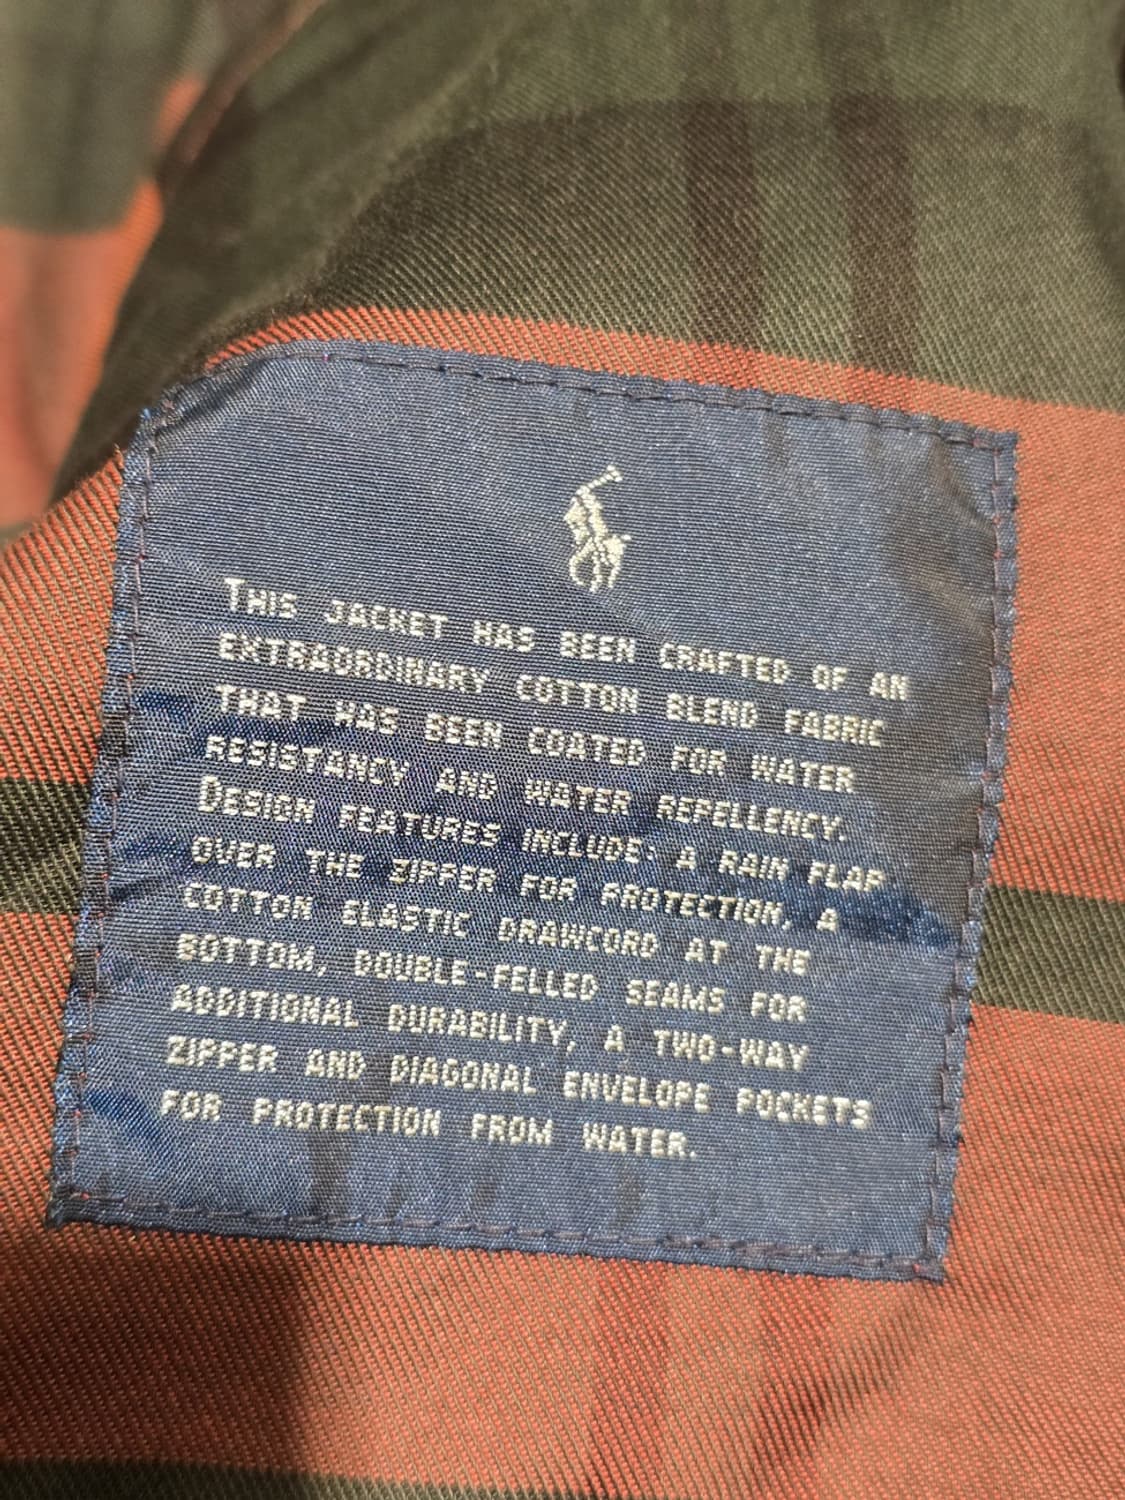 THIS JACKET HAS BEEN CRAFTED OF AN
EXTRAORDINARY COTTON BLEND FABRIC
THAT HAS BEEN COATED FOR WATER
RESISTANCY AND WATER REPELLENCY.
DESIGN FEATURES INCLUDE: A RAIN FLAP
OVER THE ZIPPER FOR PROTECTION, A
COTTON ELASTIC DRAWCORD AT THE
BOTTOM, DOUBLE-FELLED SEAMS FOR
ADDITIONAL DURABILITY, A TWO-WAY
ZIPPER AND DIAGONAL ENVELOPE POCKETS
FOR PROTECTION FROM WATER.